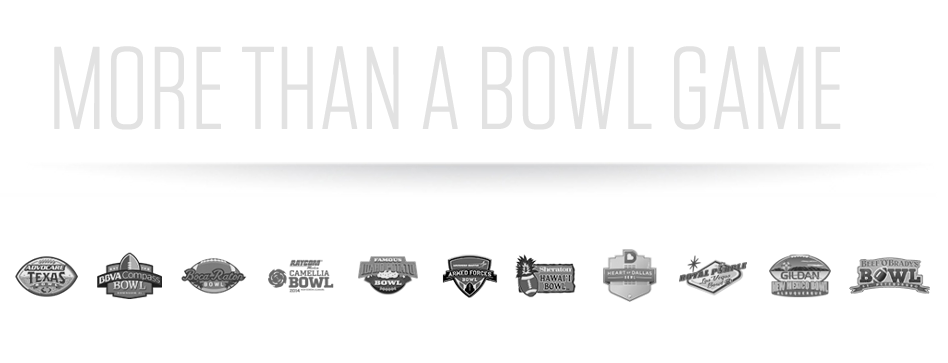 MORE THAN A BOWL GAME
ADVOCARE
TEXAS
BOWL
BBVA Compass
BOWL
Boca Raton
BOWL
RAYCOM
CAMELLIA
BOWL
2014
FAMOUS
IDAHO POTATO
BOWL
ARMED FORCES
BOWL
Sheraton
HAWAI'I
BOWL
D
HEART of DALLAS
BOWL
ROYAL PURPLE
Las Vegas
Bowl
GILDAN
NEW MEXICO BOWL
ALBUQUERQUE
BEEF 'O' BRADY'S
BOWL